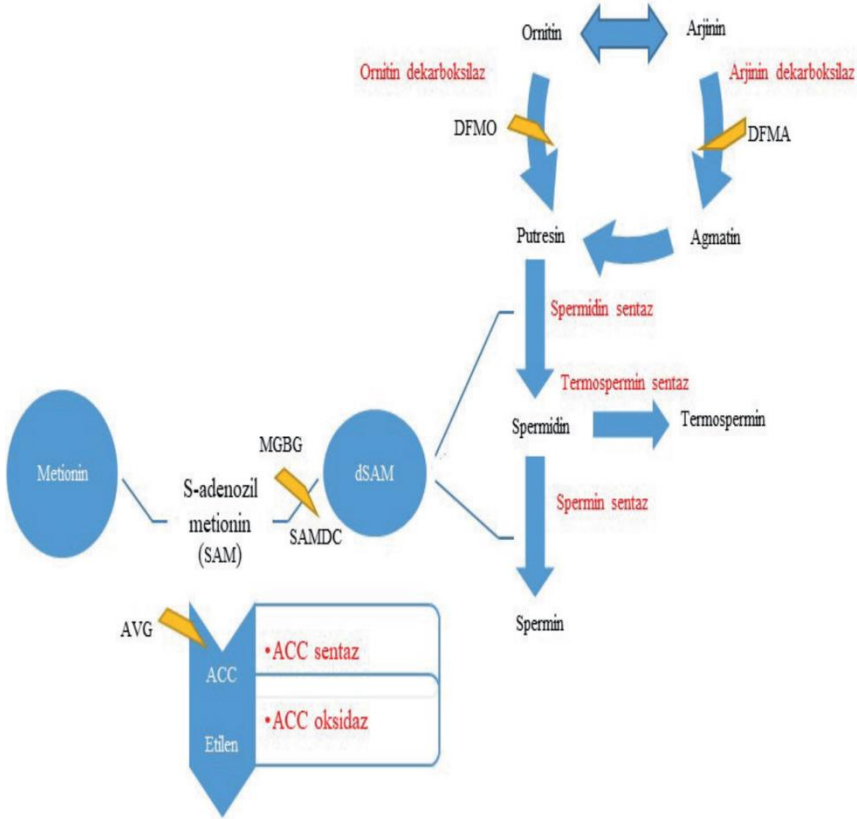 Ornitin
Arjinin
Ornitin dekarboksilaz
Arjinin dekarboksilaz
DFMO
DFMA
Putresin
Agmatin
Spermidin sentaz
Termospermin sentaz
Spermidin
Termospermin
Metionin
MGBG
dSAM
S-adenozil
metionin
(SAM)
SAMDC
Spermin sentaz
Spermin
AVG
ACC
•ACC sentaz
Etilen
•ACC oksidaz